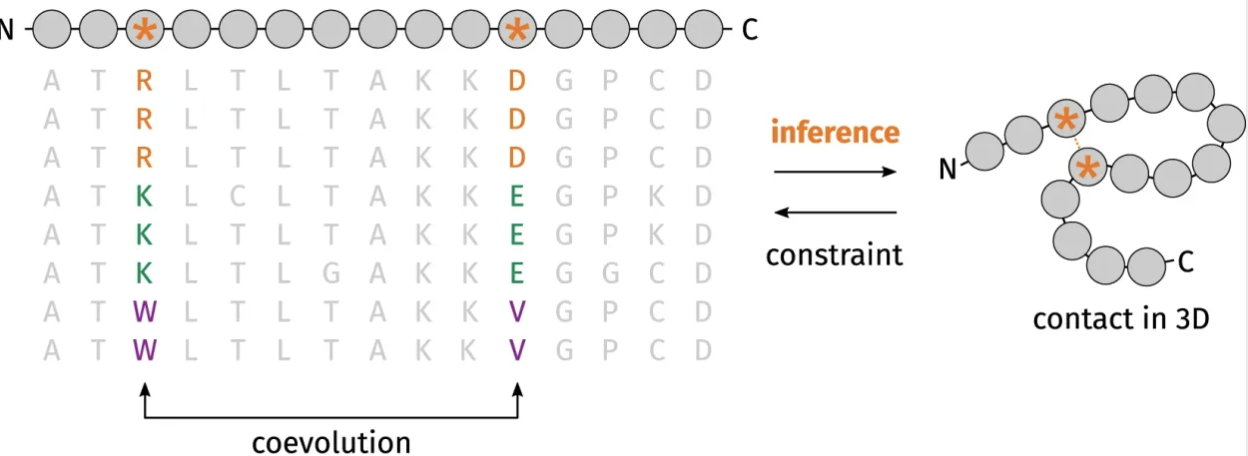 N * * C
A T R L T L T A K K D G P C D
A T R L T L T A K K D G P C D
A T R L T L T A K K D G P C D
A T K L C L T A K K E G P K D
A T K L T L T A K K E G P K D
A T K L T L G A K K E G G C D
A T W L T L T A K K V G P C D
A T W L T L T A K K V G P C D
coevolution
inference
constraint
N * * C
contact in 3D